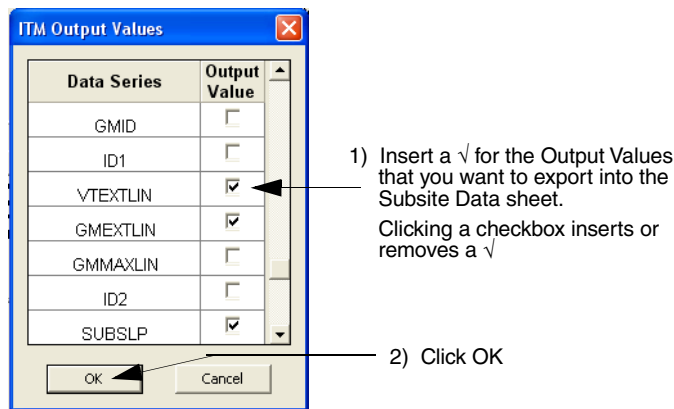 ITM Output Values
Data Series Output Value
GMID
ID1
VTEXTLIN
GMEXTLIN
GMMAXLIN
ID2
SUBSLP
OK Cancel
1) Insert a √ for the Output Values
that you want to export into the
Subsite Data sheet.
Clicking a checkbox inserts or
removes a √
2) Click OK